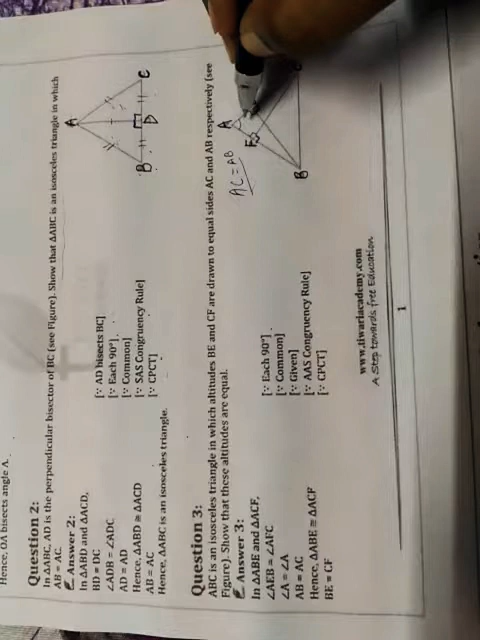 Hence, OA bisects angle A.
Question 2:
In ΔABC, AD is the perpendicular bisector of BC (see Figure). Show that ΔABC is an isosceles triangle in which
AB = AC.
Answer 2:
In ΔABD and ΔACD,
BD = DC [∵ AD bisects BC]
∠ADB = ∠ADC [∵ Each 90°]
AD = AD [∵ Common]
Hence, ΔABD ≅ ΔACD [∵ SAS Congruency Rule]
AB = AC [∵ CPCT]
Hence, ΔABC is an isosceles triangle.
A
B
D
C
Question 3:
ABC is an isosceles triangle in which altitudes BE and CF are drawn to equal sides AC and AB respectively (see
Figure). Show that these altitudes are equal.
Answer 3:
In ΔABE and ΔACF,
∠AEB = ∠AFC [∵ Each 90°]
∠A = ∠A [∵ Common]
AB = AC [∵ Given]
Hence, ΔABE ≅ ΔACF [∵ AAS Congruency Rule]
BE = CF [∵ CPCT]
AC = AB
A
F
B
www.tiwariacademy.com
A Step towards free Education
1